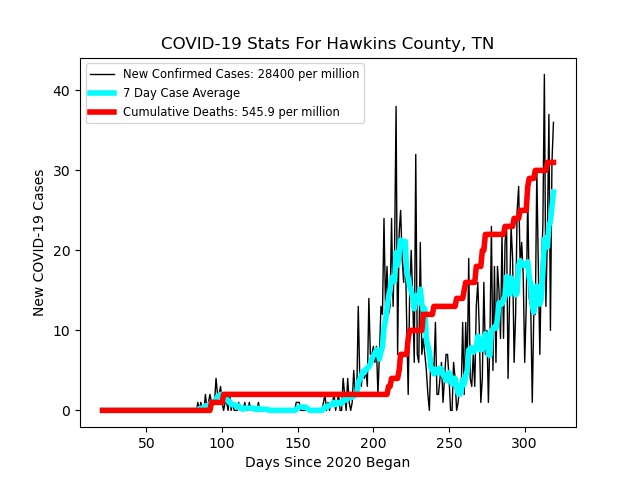 COVID-19 Stats For Hawkins County, TN
New Confirmed Cases: 28400 per million
7 Day Case Average
Cumulative Deaths: 545.9 per million
40
30
20
10
0
New COVID-19 Cases
50 100 150 200 250 300
Days Since 2020 Began